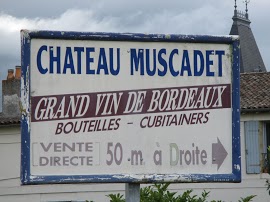 CHATEAU MUSCADET
GRAND VIN DE BORDEAUX
BOUTEILLES - CUBITAINERS
VENTE DIRECTE 50 m à Droite